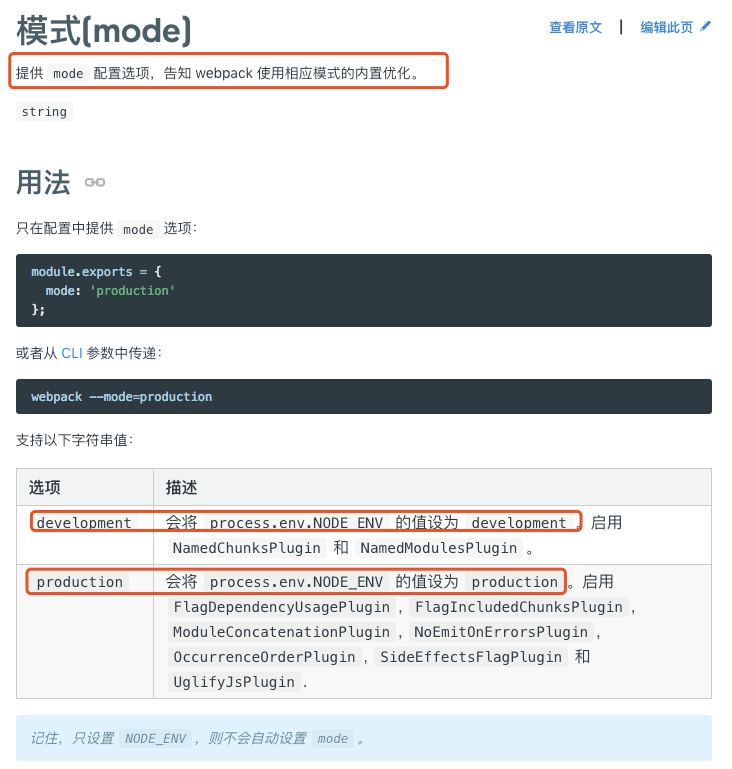 模式(mode)
查看原文 | 编辑此页
提供 mode 配置选项，告知 webpack 使用相应模式的内置优化。
string
用法
只在配置中提供 mode 选项：
module.exports = {
  mode: 'production'
};
或者从 CLI 参数中传递：
webpack --mode=production
支持以下字符串值：
选项 描述
development 会将 process.env.NODE_ENV 的值设为 development 。启用
NamedChunksPlugin 和 NamedModulesPlugin 。
production 会将 process.env.NODE_ENV 的值设为 production 。启用
FlagDependencyUsagePlugin , FlagIncludedChunksPlugin ,
ModuleConcatenationPlugin , NoEmitOnErrorsPlugin ,
OccurrenceOrderPlugin , SideEffectsFlagPlugin 和
UglifyJsPlugin .
记住，只设置 NODE_ENV ，则不会自动设置 mode 。